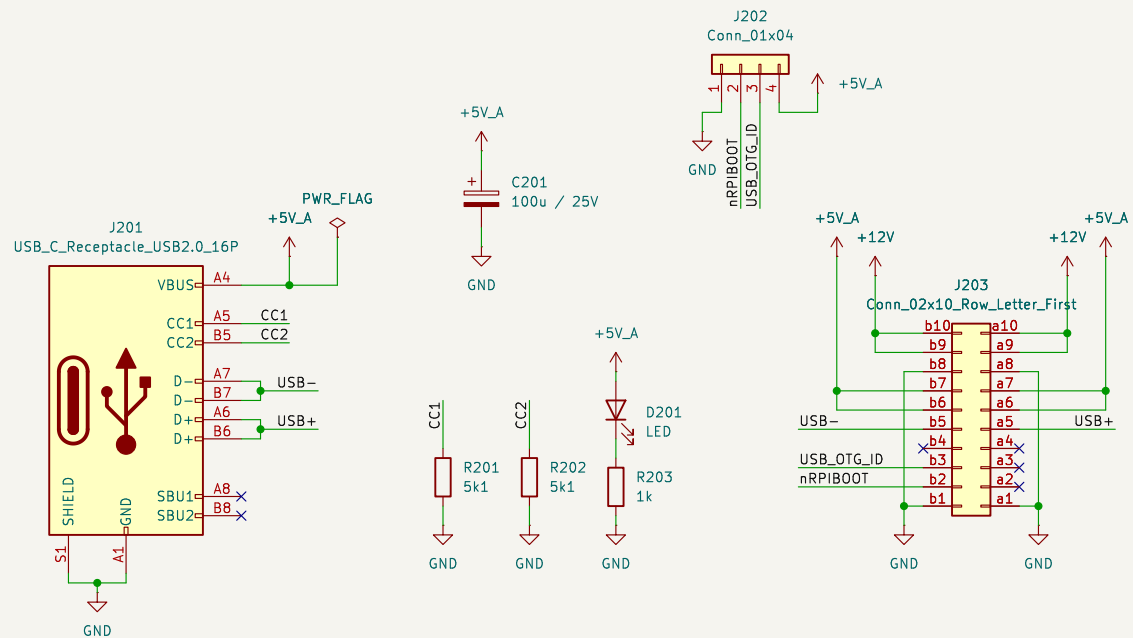 J202
Conn_01x04
1
2
3
4
+5V_A
GND
nRPIBOOT
USB_OTG_ID
+5V_A
+
C201
100u / 25V
GND
PWR_FLAG
+5V_A
J201
USB_C_Receptacle_USB2.0_16P
VBUS
A4
CC1
A5
CC1
CC2
B5
CC2
D-
A7
USB-
D-
B7
D+
A6
USB+
D+
B6
SBU1
A8
SBU2
B8
SHIELD
GND
S1
A1
GND
CC1
R201
5k1
GND
CC2
R202
5k1
GND
+5V_A
D201
LED
R203
1k
GND
+5V_A
+12V
+12V
+5V_A
J203
Conn_02x10_Row_Letter_First
b10
a10
b9
a9
b8
a8
b7
a7
b6
a6
USB-
b5
a5
USB+
b4
a4
USB_OTG_ID
b3
a3
nRPIBOOT
b2
a2
b1
a1
GND
GND